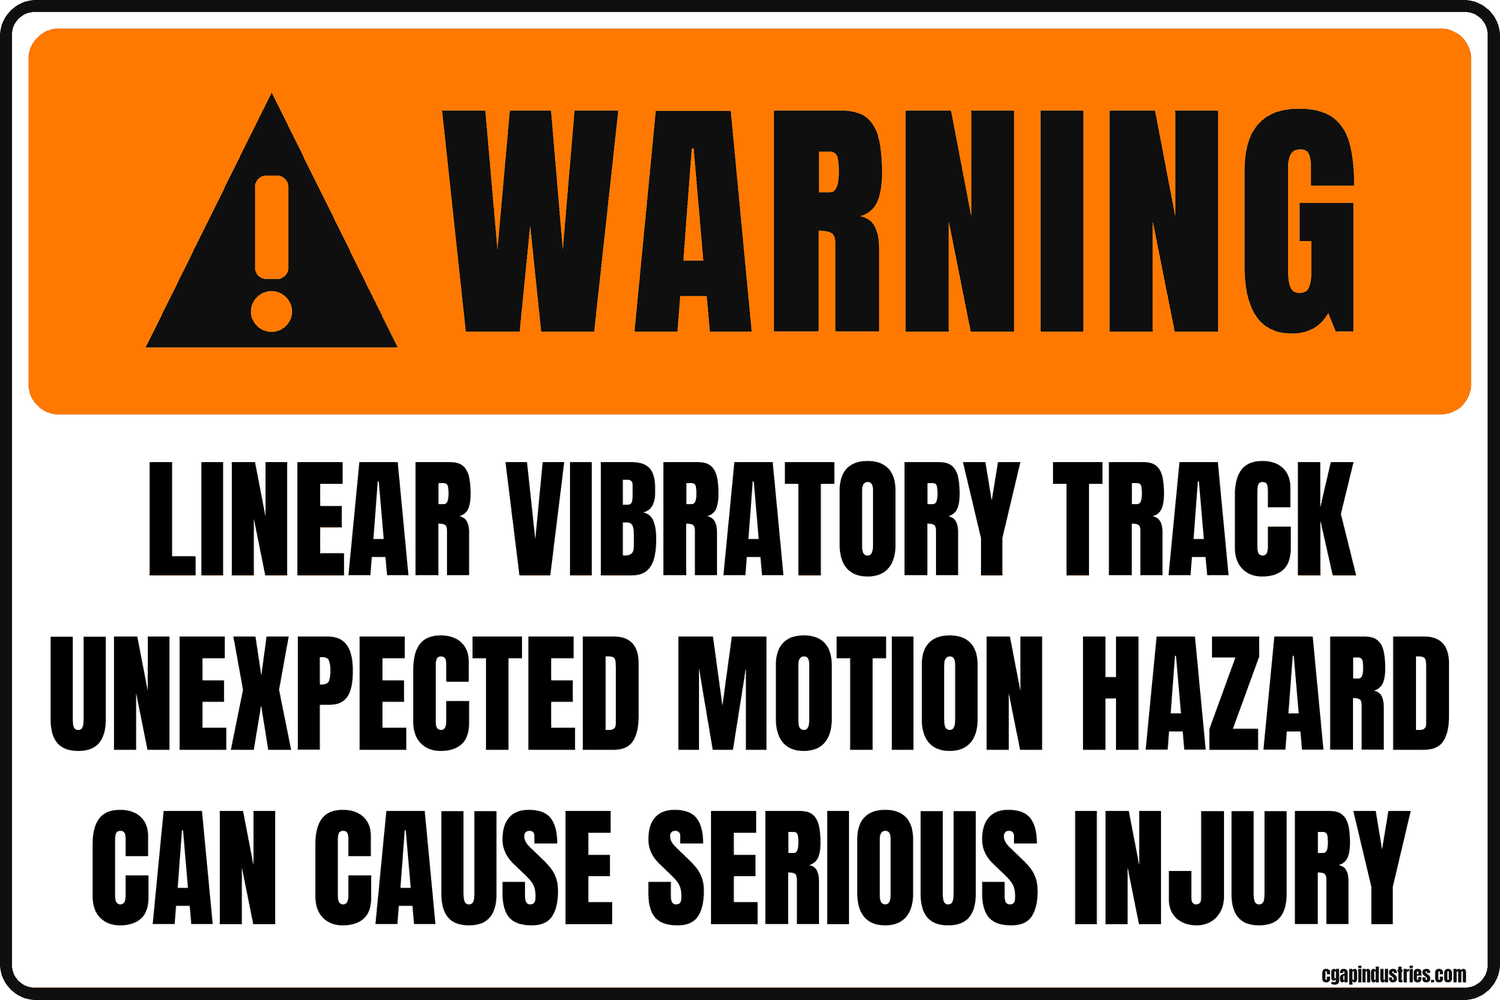 WARNING
LINEAR VIBRATORY TRACK
UNEXPECTED MOTION HAZARD
CAN CAUSE SERIOUS INJURY
cgapindustries.com